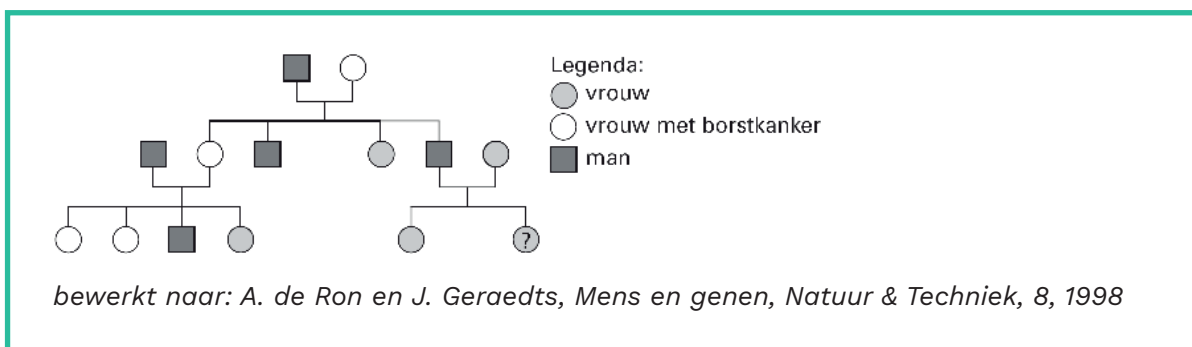 Legenda:
vrouw
vrouw met borstkanker
man
?
bewerkt naar: A. de Ron en J. Geraedts, Mens en genen, Natuur & Techniek, 8, 1998